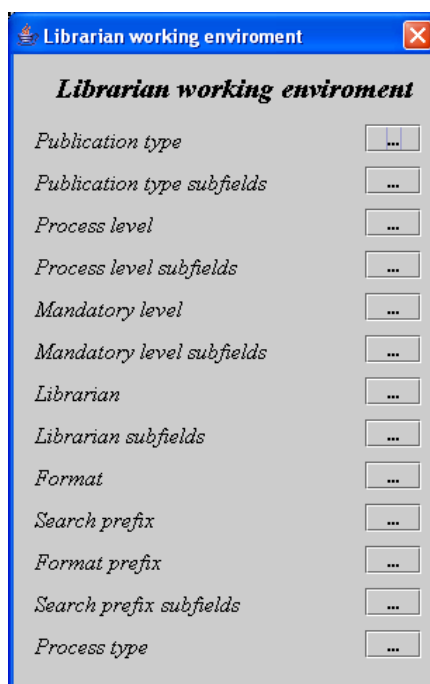 Librarian working enviroment
Librarian working enviroment
Publication type ...
Publication type subfields ...
Process level ...
Process level subfields ...
Mandatory level ...
Mandatory level subfields ...
Librarian ...
Librarian subfields ...
Format ...
Search prefix ...
Format prefix ...
Search prefix subfields ...
Process type ...